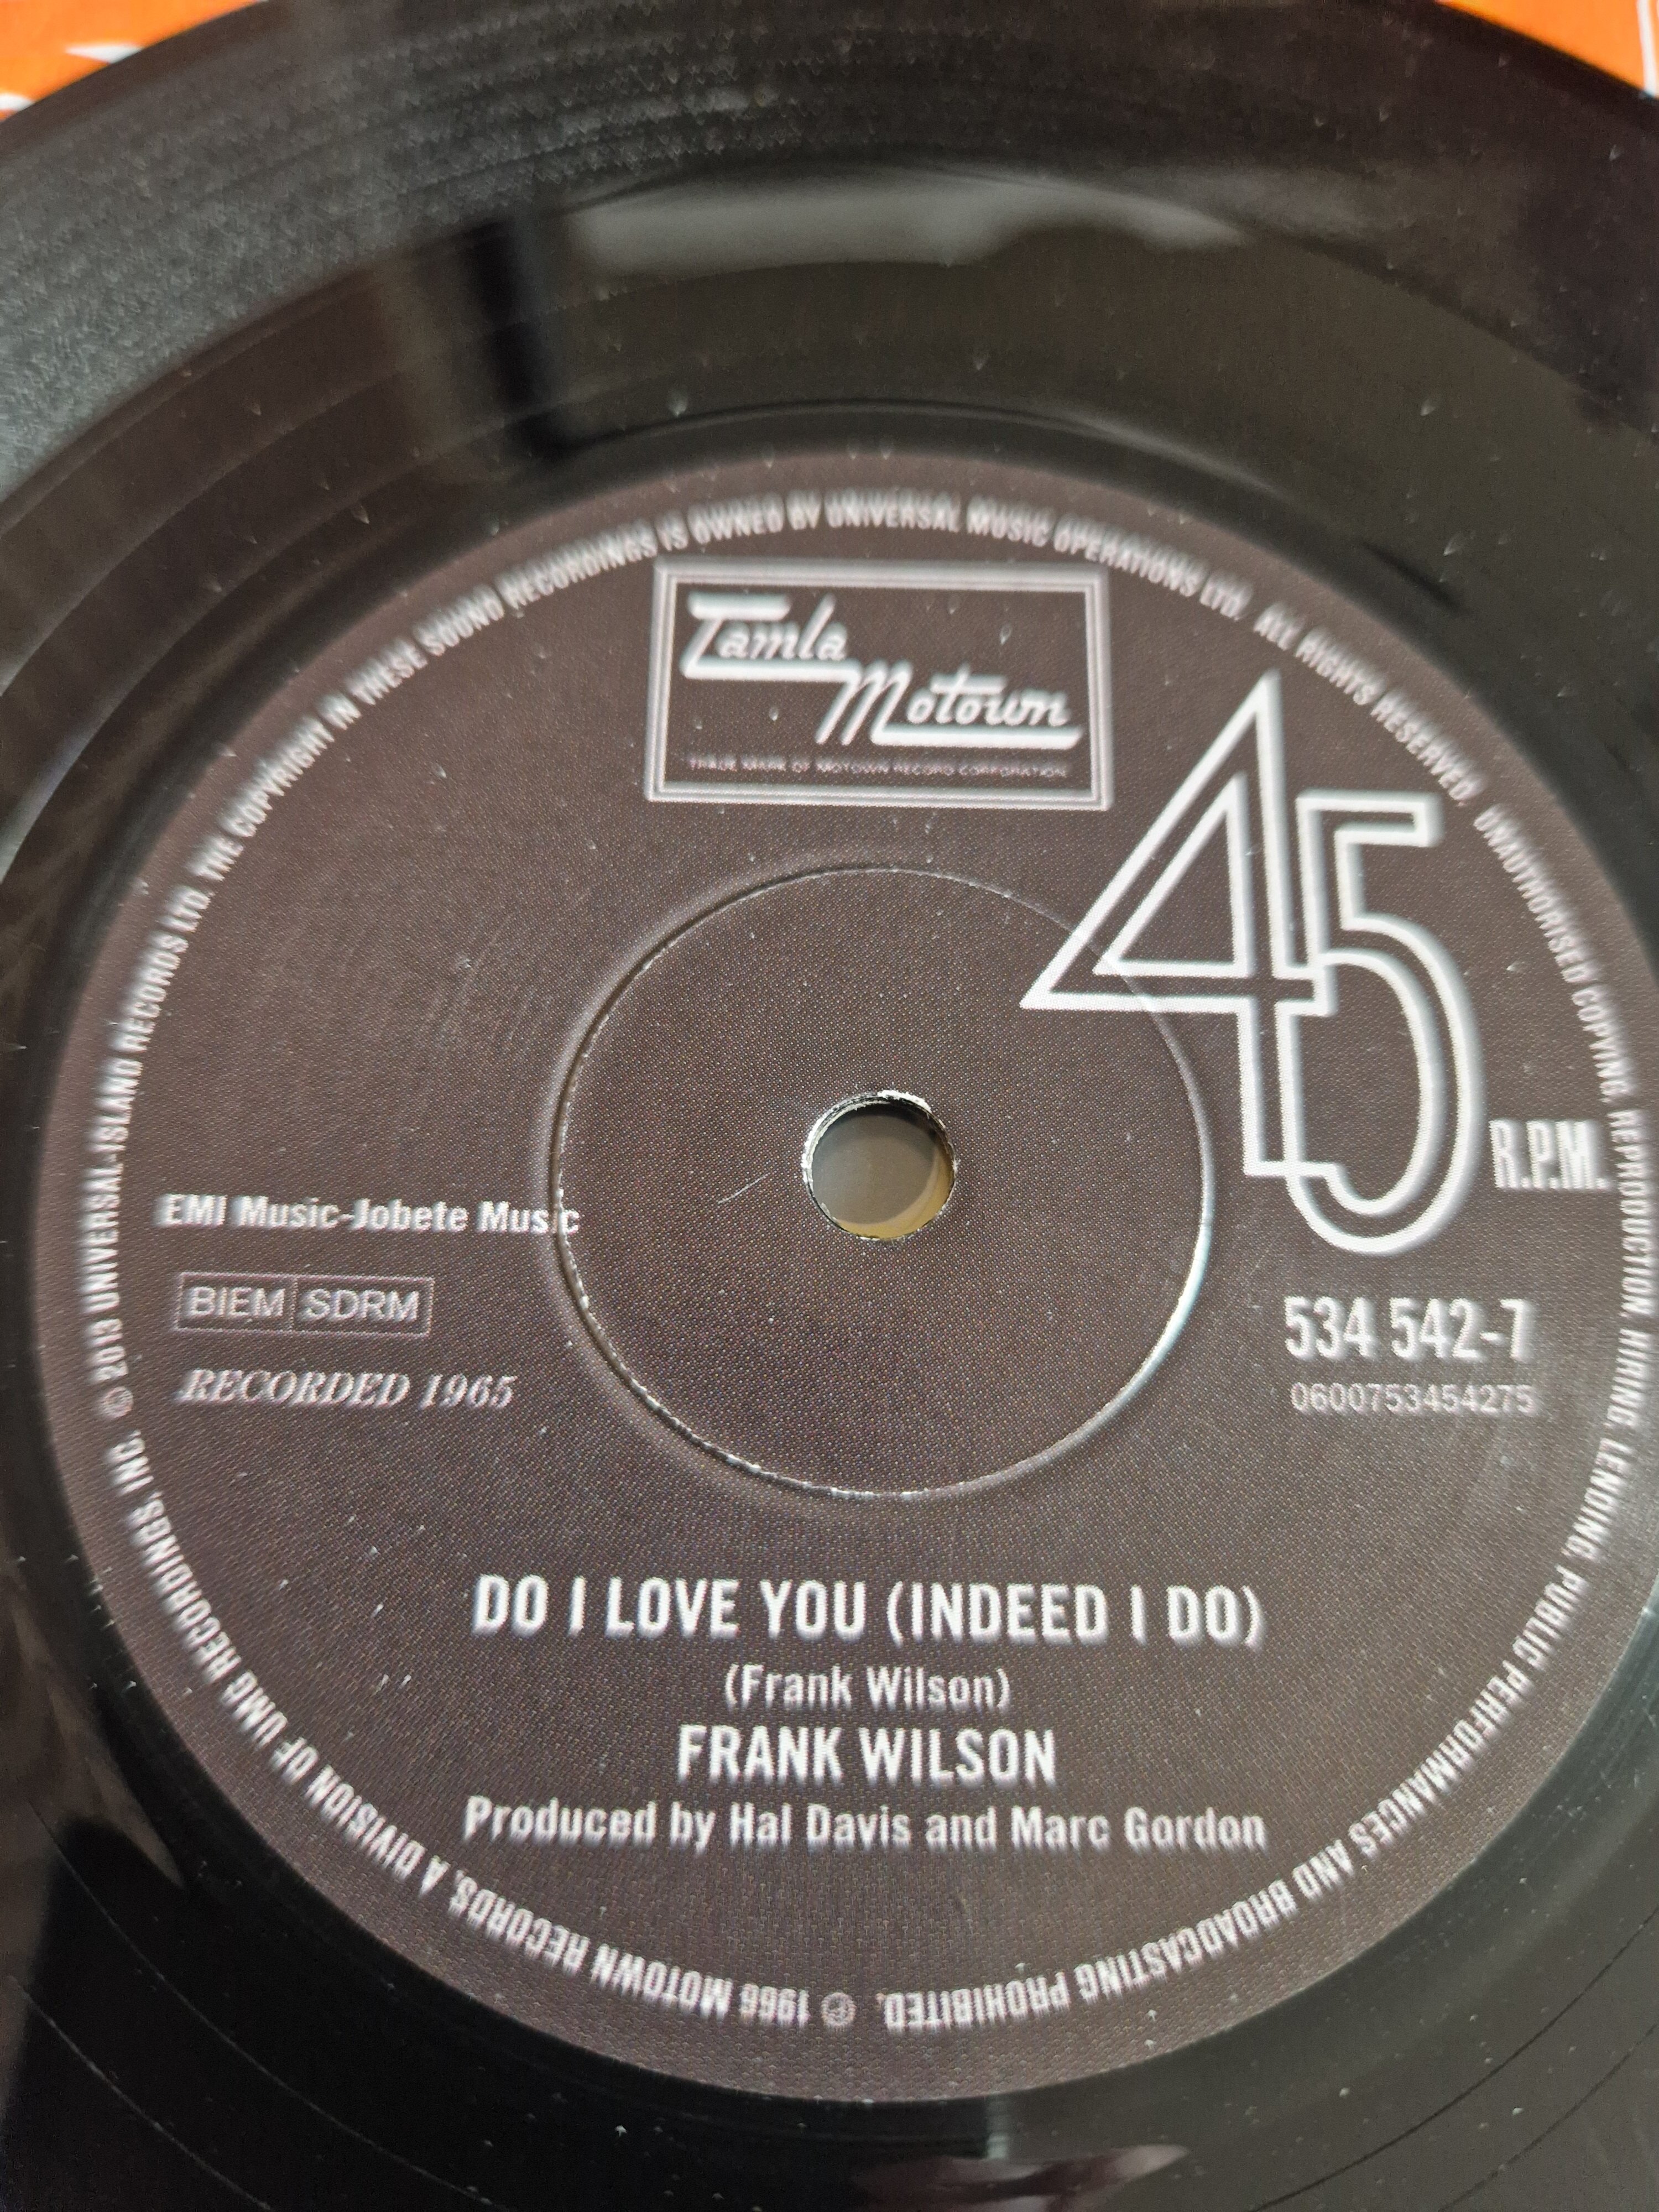 Tamla
Motown
TRADE MARK OF MOTOWN RECORD CORPORATION
45
R.P.M.
EMI Music-Jobete Music
BIEM SDRM
RECORDED 1965
534 542-7
0600753454275
DO I LOVE YOU (INDEED I DO)
(Frank Wilson)
FRANK WILSON
Produced by Hal Davis and Marc Gordon
℗ 1966 MOTOWN RECORDS, A DIVISION OF UMG RECORDINGS, INC. © 2013 UNIVERSAL-ISLAND RECORDS LTD. THE COPYRIGHT IN THESE SOUND RECORDINGS IS OWNED BY UNIVERSAL MUSIC OPERATIONS LTD. ALL RIGHTS RESERVED. UNAUTHORISED COPYING, REPRODUCTION, HIRING, LENDING, PUBLIC PERFORMANCES AND BROADCASTING PROHIBITED.